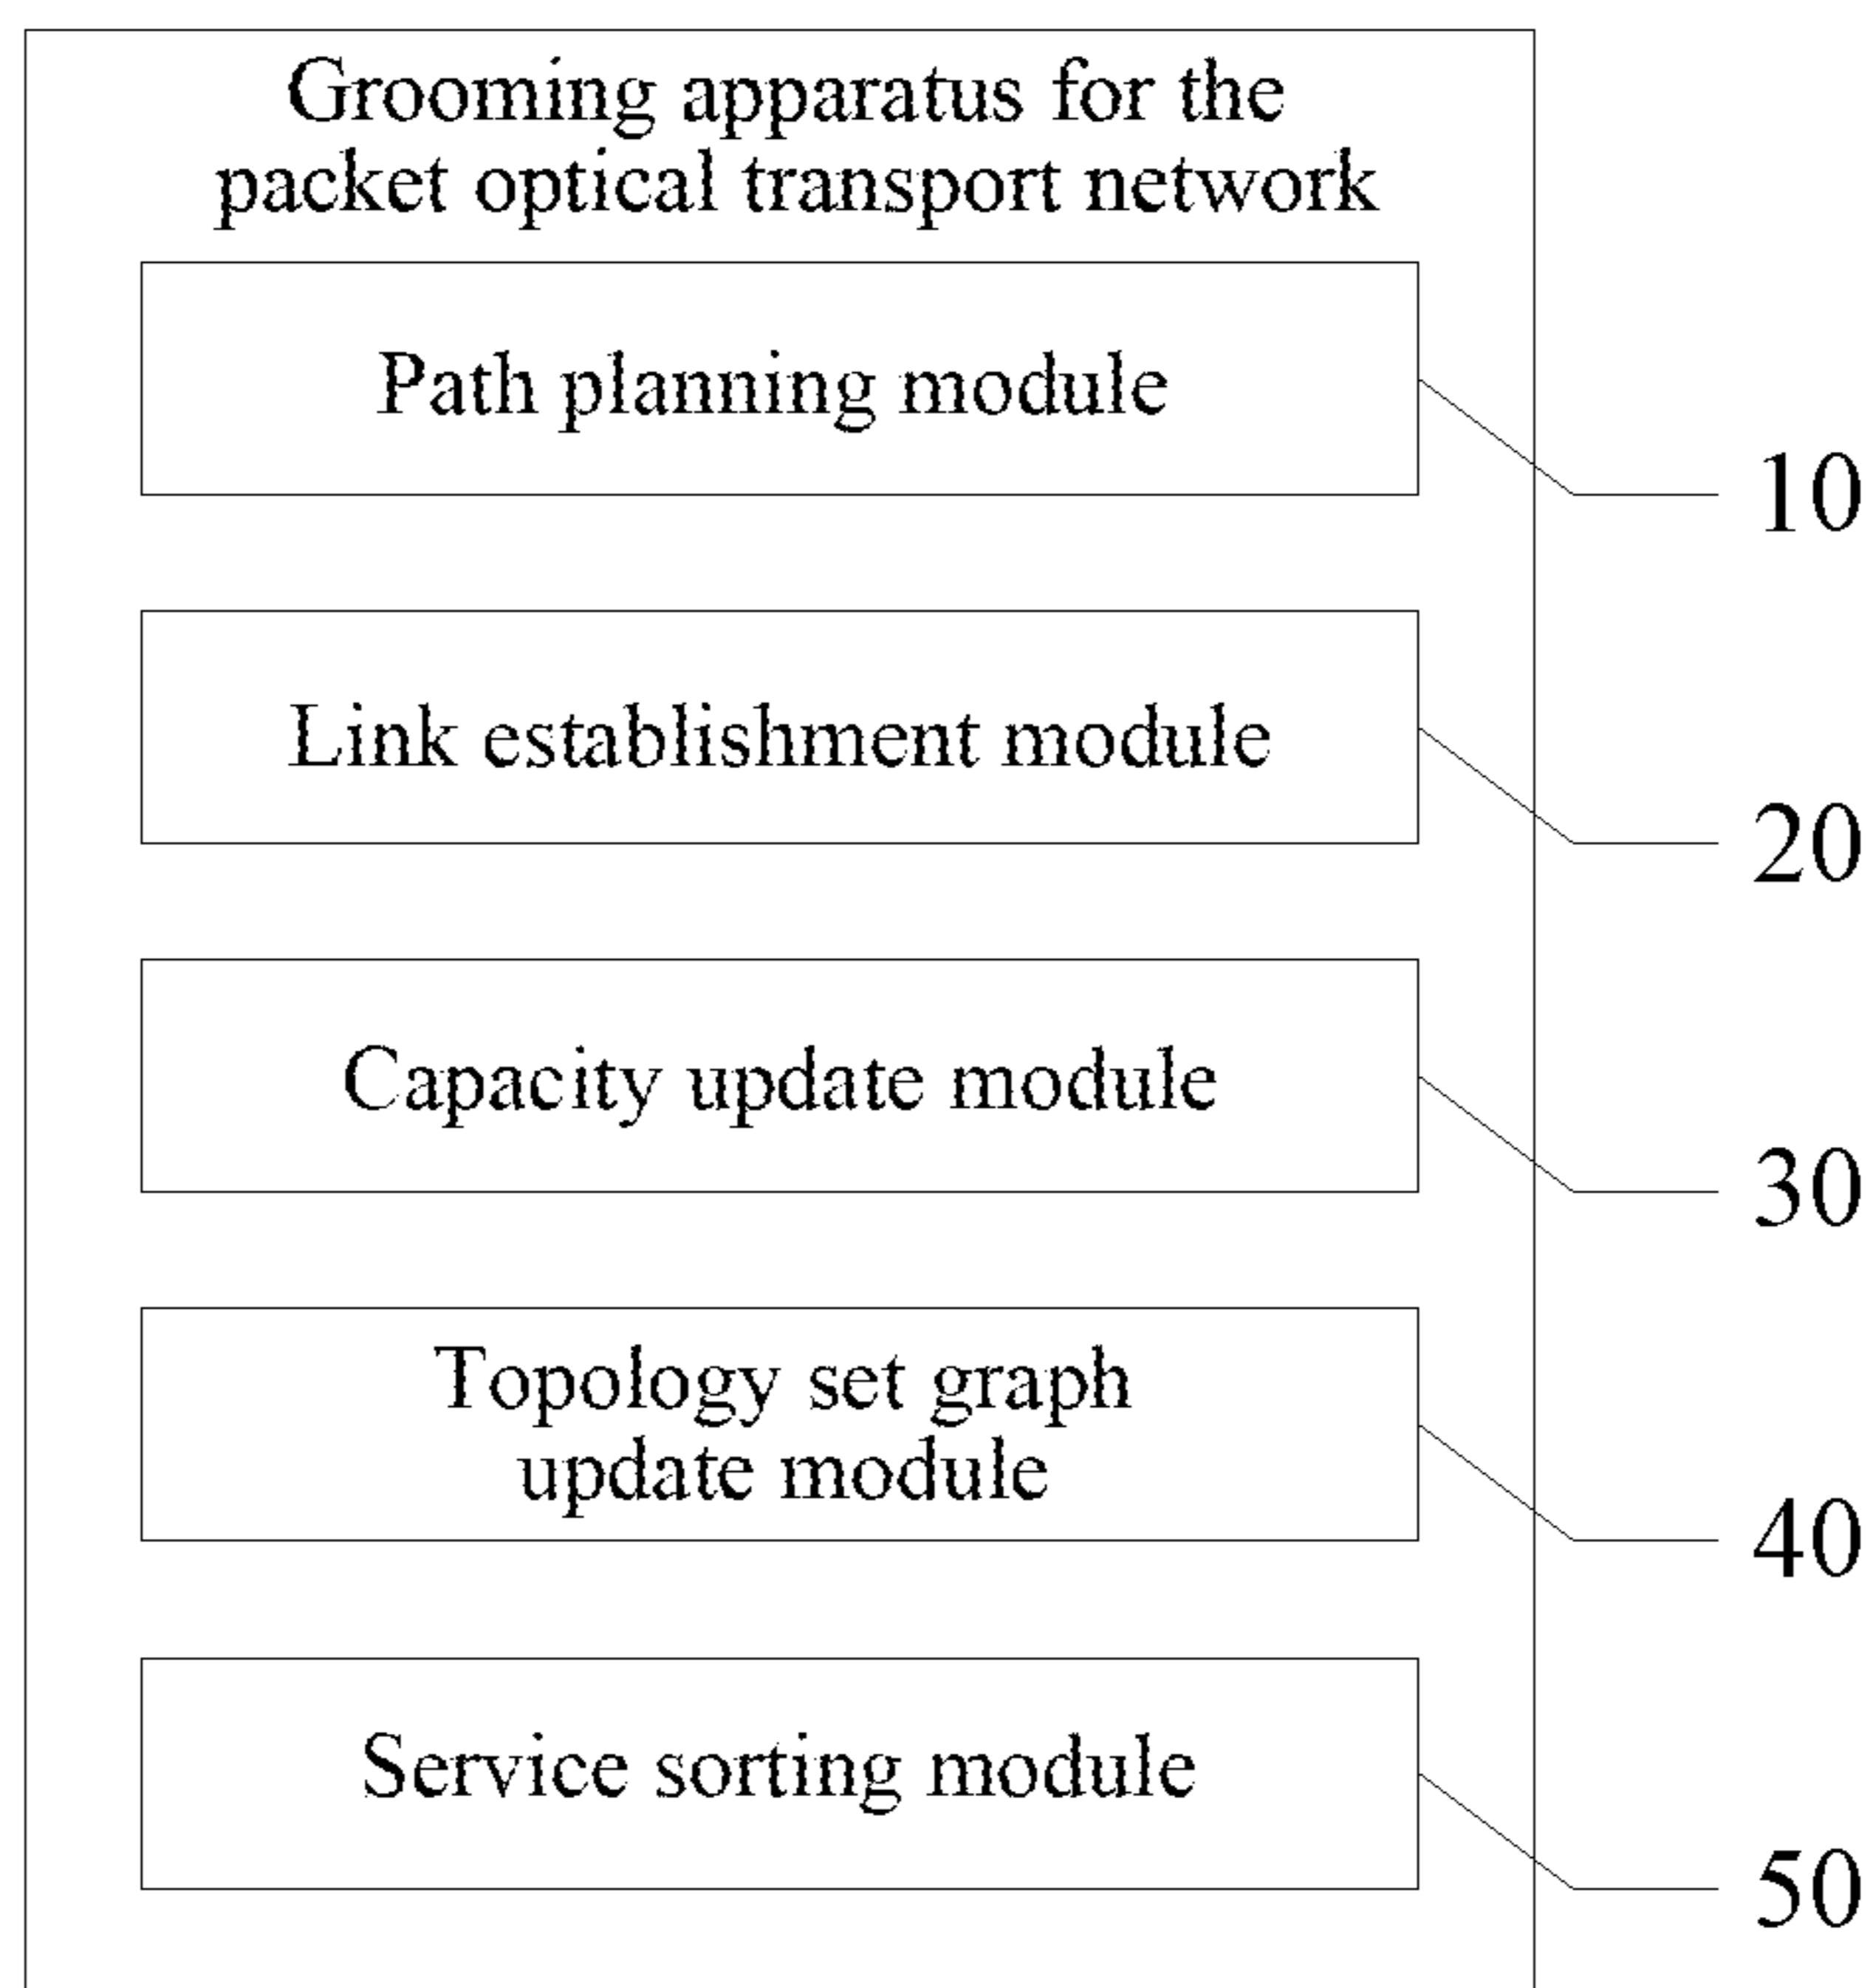 Grooming apparatus for the
packet optical transport network
Path planning module
10
Link establishment module
20
Capacity update module
30
Topology set graph
update module
40
Service sorting module
50